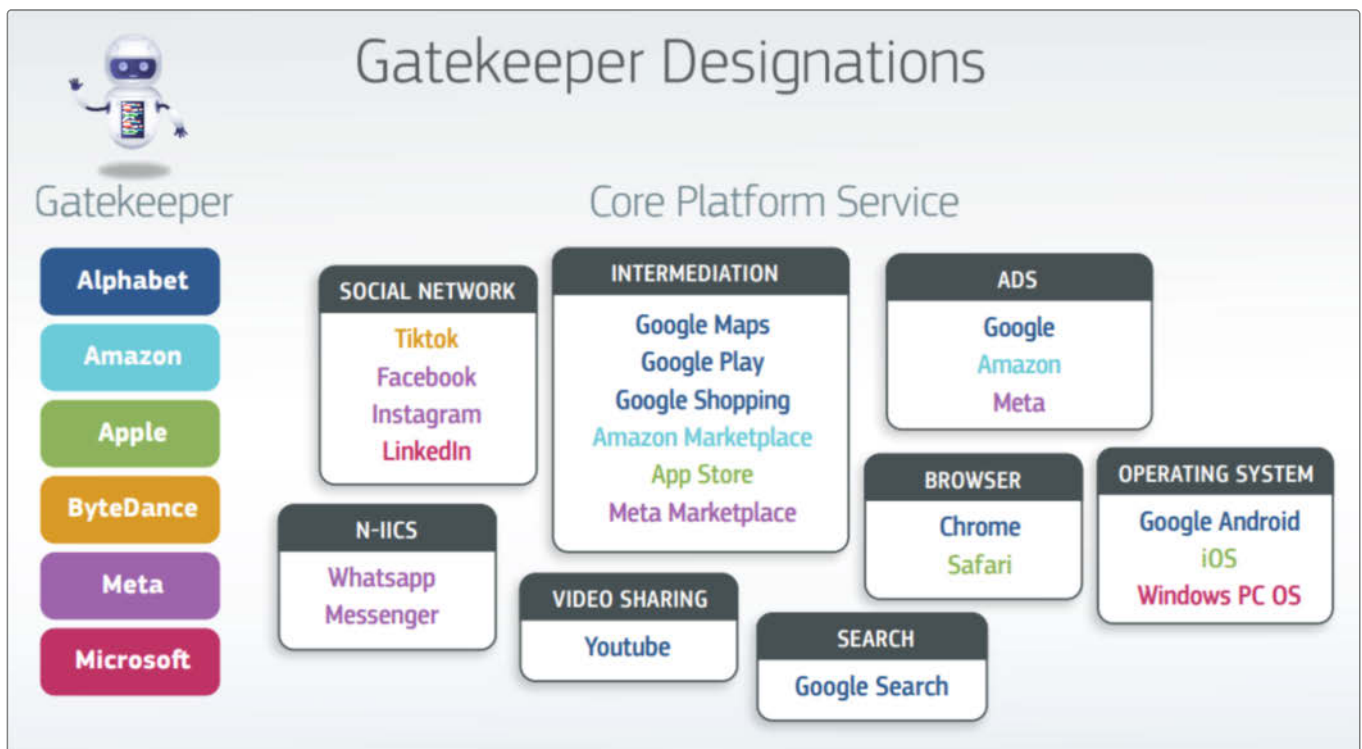 Gatekeeper Designations
Gatekeeper
Core Platform Service
Alphabet
Amazon
Apple
ByteDance
Meta
Microsoft
SOCIAL NETWORK
Tiktok
Facebook
Instagram
LinkedIn
INTERMEDIATION
Google Maps
Google Play
Google Shopping
Amazon Marketplace
App Store
Meta Marketplace
ADS
Google
Amazon
Meta
N-IICS
Whatsapp
Messenger
VIDEO SHARING
Youtube
BROWSER
Chrome
Safari
OPERATING SYSTEM
Google Android
iOS
Windows PC OS
SEARCH
Google Search